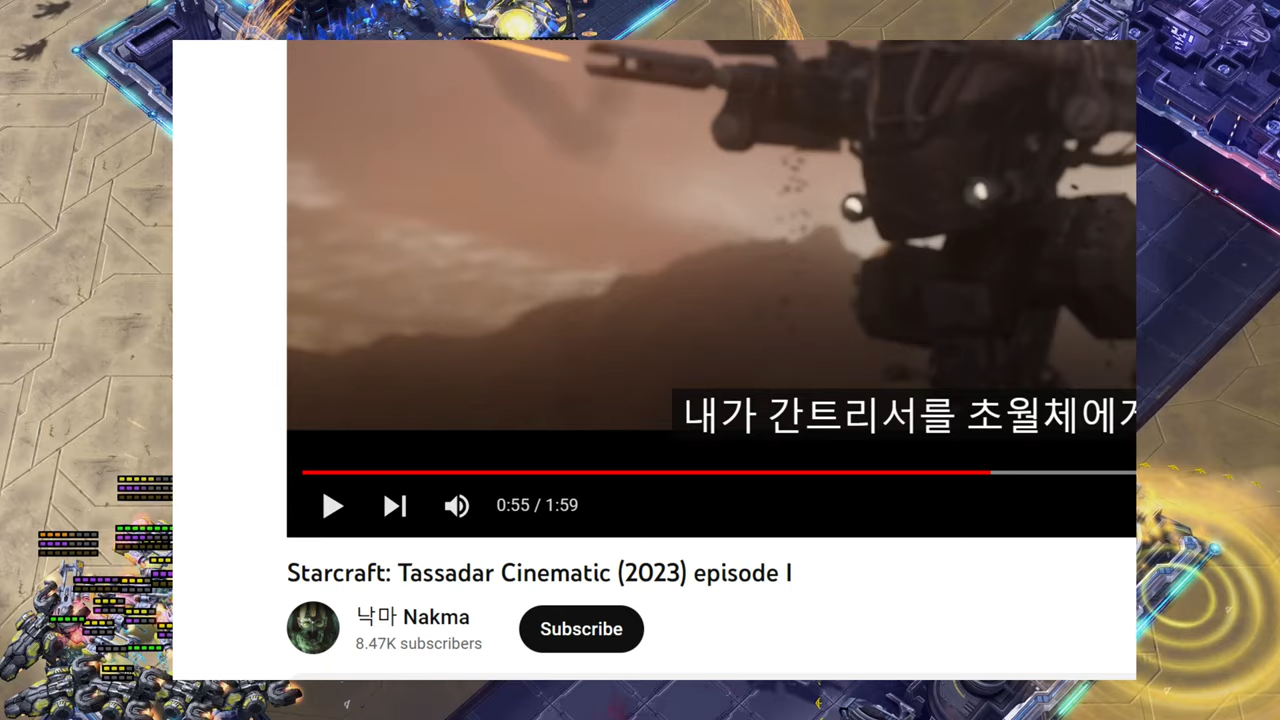 내가 간트리서를 초월체에게
0:55 / 1:59
Starcraft: Tassadar Cinematic (2023) episode I
낙마 Nakma
8.47K subscribers
Subscribe